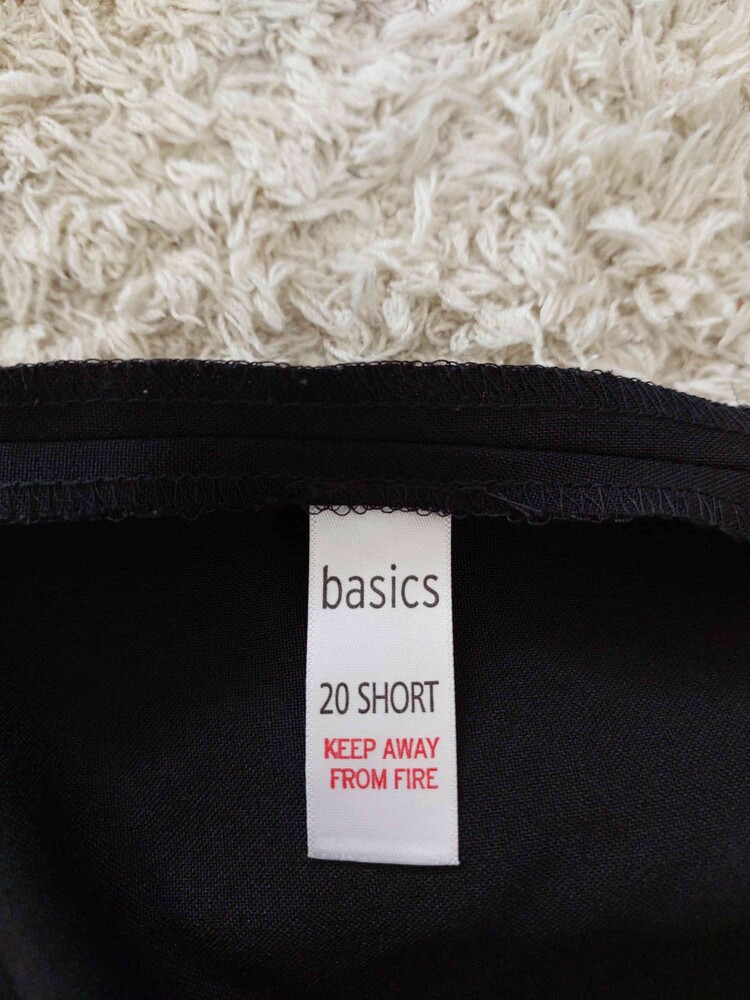 basics
20 SHORT
KEEP AWAY
FROM FIRE